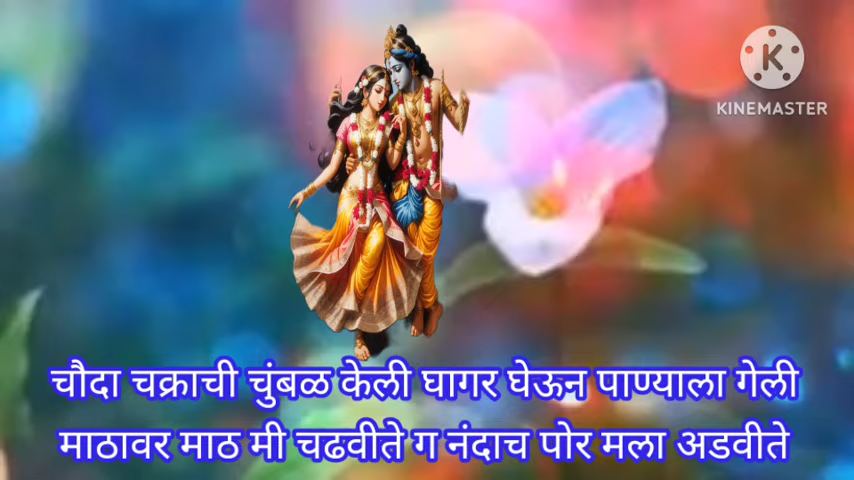 KINEMASTER
चौदा चक्राची चुंबळ केली घागर घेऊन पाण्याला गेली
माठावर माठ मी चढवीते ग नंदाच पोर मला अडवीते